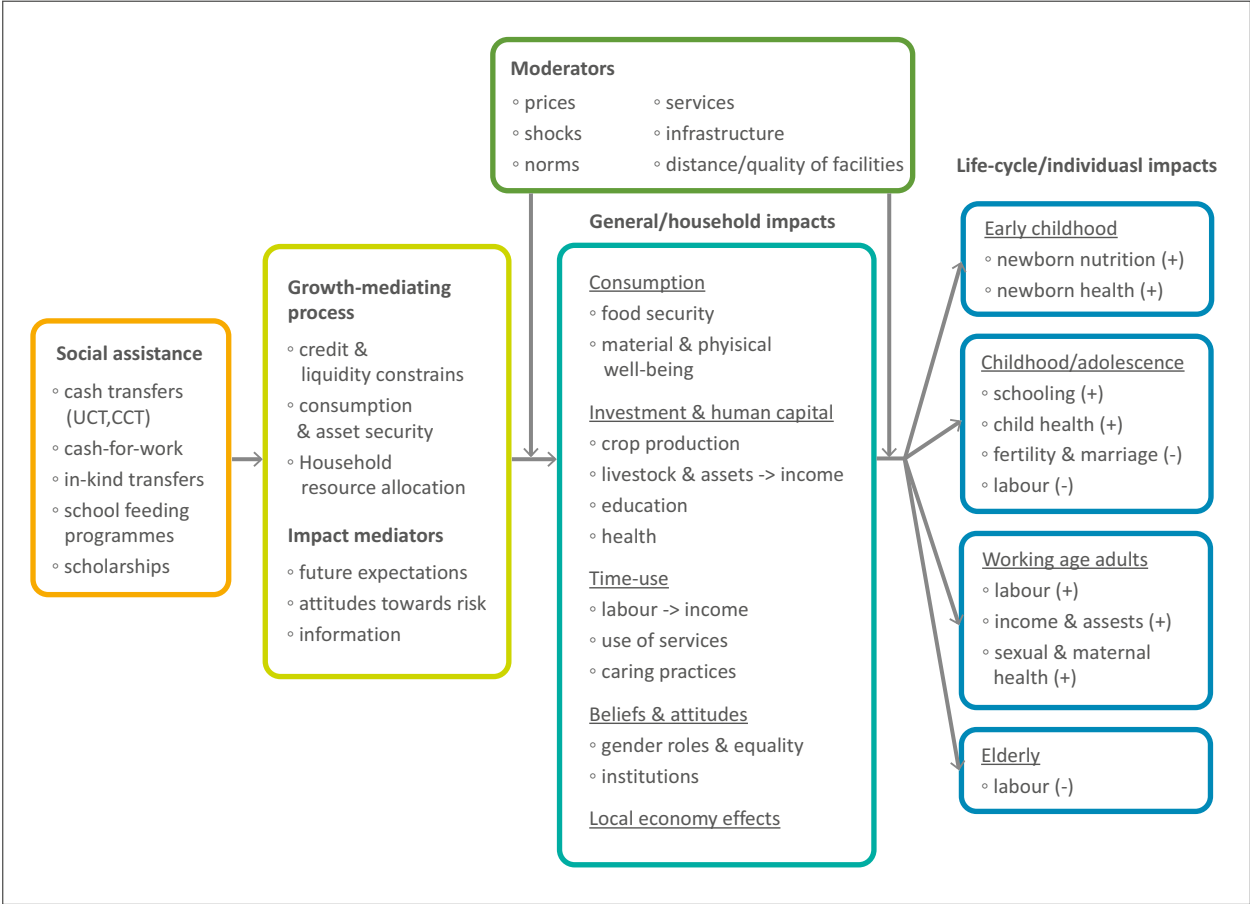 Moderators
◦ prices
◦ shocks
◦ norms
◦ services
◦ infrastructure
◦ distance/quality of facilities
Social assistance
◦ cash transfers
(UCT,CCT)
◦ cash-for-work
◦ in-kind transfers
◦ school feeding
programmes
◦ scholarships
Growth-mediating
process
◦ credit &
liquidity constrains
◦ consumption
& asset security
◦ Household
resource allocation
Impact mediators
◦ future expectations
◦ attitudes towards risk
◦ information
General/household impacts
Consumption
◦ food security
◦ material & phyisical
well-being
Investment & human capital
◦ crop production
◦ livestock & assets -> income
◦ education
◦ health
Time-use
◦ labour -> income
◦ use of services
◦ caring practices
Beliefs & attitudes
◦ gender roles & equality
◦ institutions
Local economy effects
Life-cycle/individuasl impacts
Early childhood
◦ newborn nutrition (+)
◦ newborn health (+)
Childhood/adolescence
◦ schooling (+)
◦ child health (+)
◦ fertility & marriage (-)
◦ labour (-)
Working age adults
◦ labour (+)
◦ income & assests (+)
◦ sexual & maternal
health (+)
Elderly
◦ labour (-)